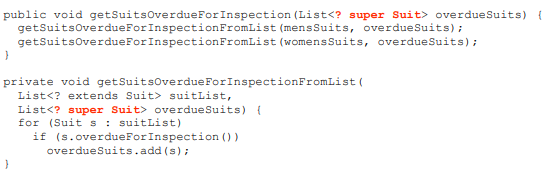 public void getSuitsOverdueForInspection(List<? super Suit> overdueSuits) {
  getSuitsOverdueForInspectionFromList(mensSuits, overdueSuits);
  getSuitsOverdueForInspectionFromList(womensSuits, overdueSuits);
}

private void getSuitsOverdueForInspectionFromList(
  List<? extends Suit> suitList,
  List<? super Suit> overdueSuits) {
  for (Suit s : suitList)
    if (s.overdueForInspection())
      overdueSuits.add(s);
}